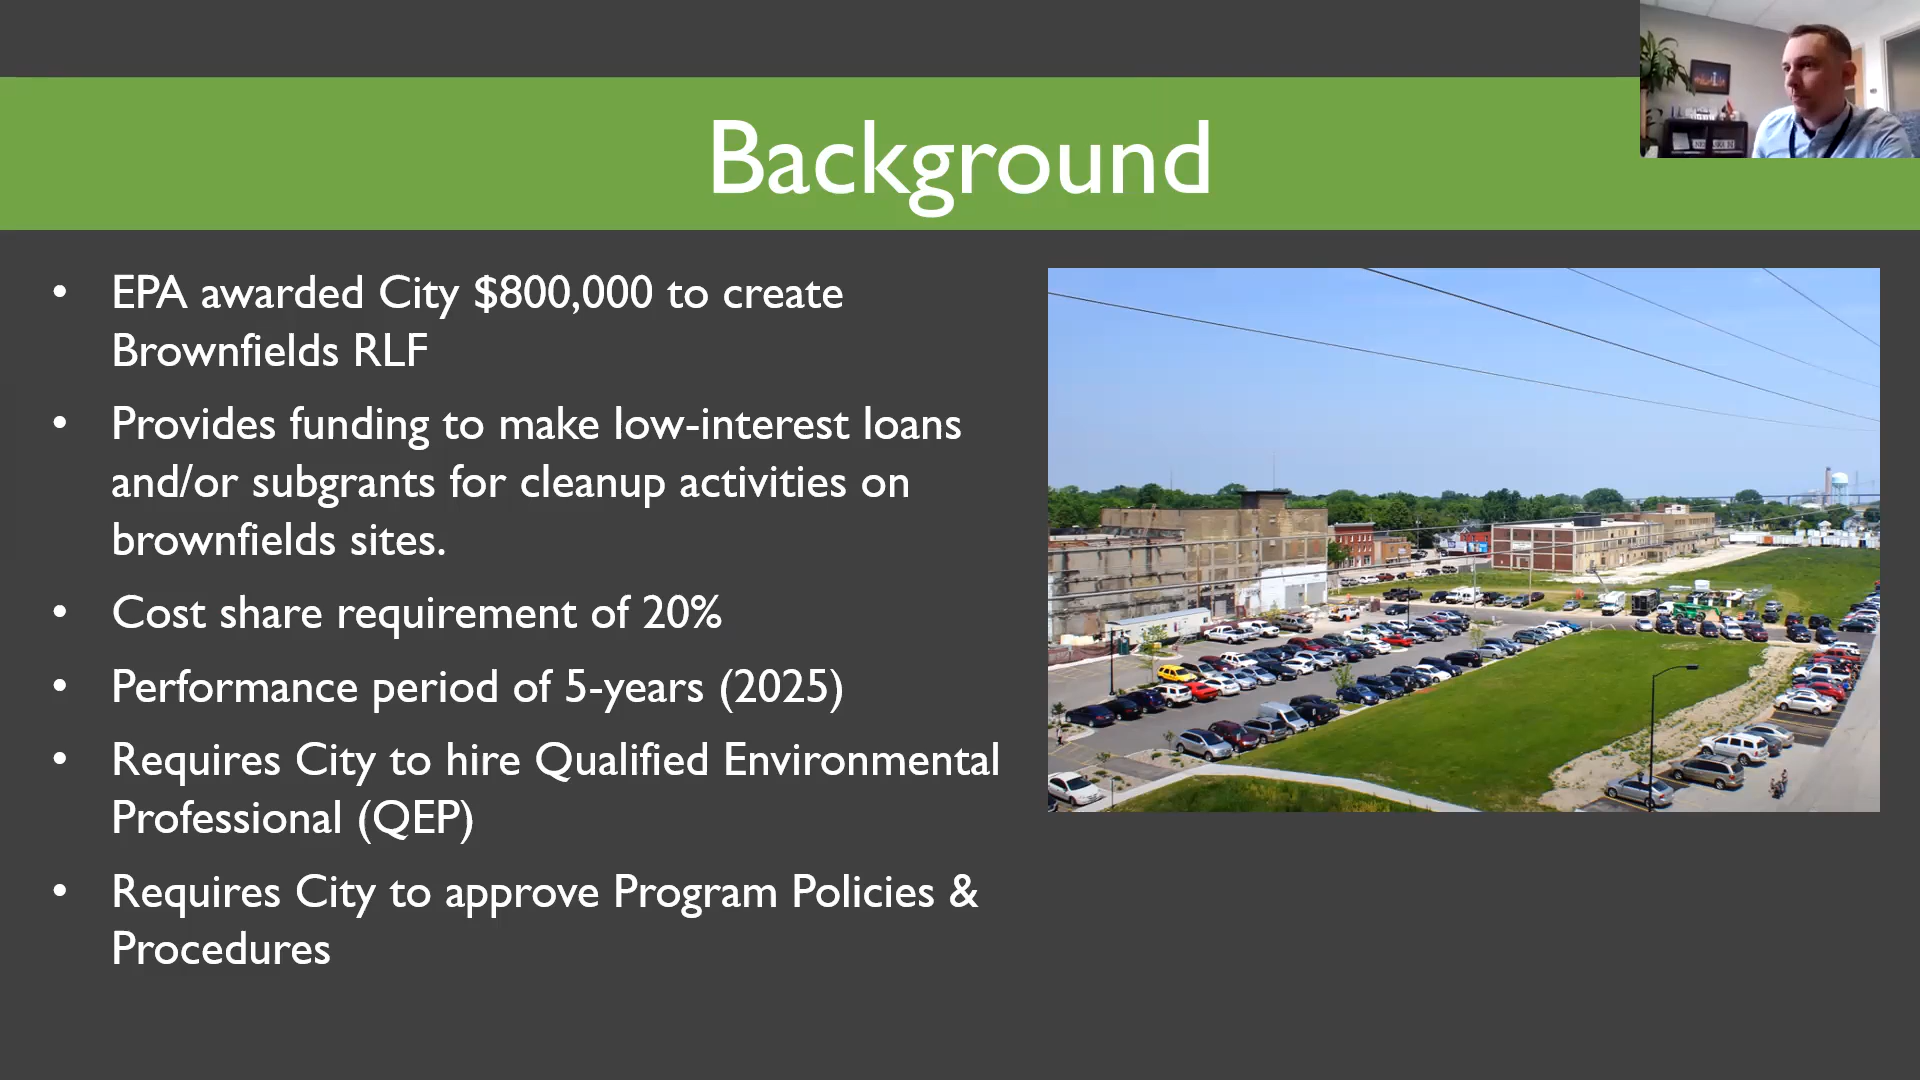 Background
• EPA awarded City $800,000 to create
Brownfields RLF
• Provides funding to make low-interest loans
and/or subgrants for cleanup activities on
brownfields sites.
• Cost share requirement of 20%
• Performance period of 5-years (2025)
• Requires City to hire Qualified Environmental
Professional (QEP)
• Requires City to approve Program Policies &
Procedures